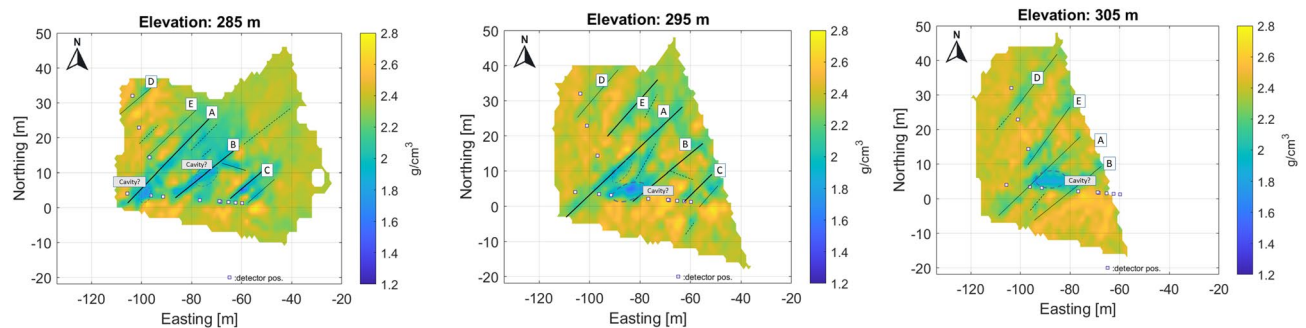 Elevation: 285 m
N
D
E
A
B
C
Cavity?
Cavity?
:detector pos.
50
40
30
20
10
0
-10
-20
-120
-100
-80
-60
-40
-20
Northing [m]
Easting [m]
2.8
2.6
2.4
2.2
2
1.8
1.6
1.4
1.2
g/cm³
Elevation: 295 m
N
D
E
A
B
C
Cavity?
:detector pos.
50
40
30
20
10
0
-10
-20
-120
-100
-80
-60
-40
-20
Northing [m]
Easting [m]
2.8
2.6
2.4
2.2
2
1.8
1.6
1.4
1.2
g/cm³
Elevation: 305 m
N
D
E
A
B
Cavity?
:detector pos.
50
40
30
20
10
0
-10
-20
-120
-100
-80
-60
-40
-20
Northing [m]
Easting [m]
2.8
2.6
2.4
2.2
2
1.8
1.6
1.4
1.2
g/cm³